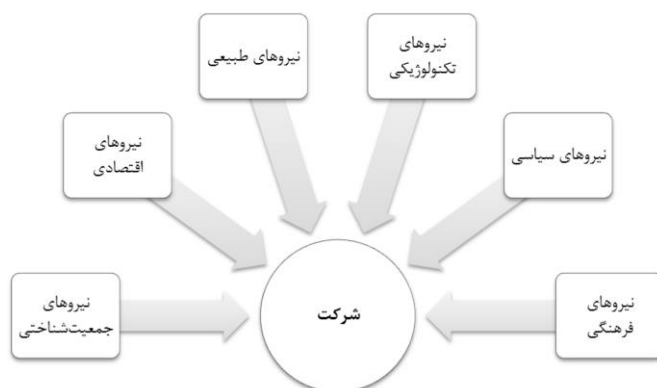 نیروهای
تکنولوژیکی
نیروهای طبیعی
نیروهای سیاسی
نیروهای
اقتصادی
نیروهای
فرهنگی
شرکت
نیروهای
جمعیت‌شناختی